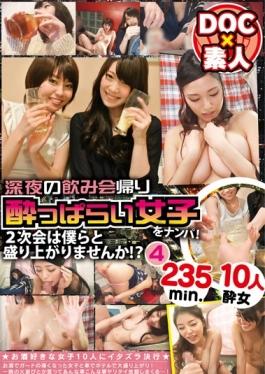 DOC
×
素人
深夜の飲み会帰り
酔っぱらい女子
をナンパ!
2次会は僕らと
盛り上がりませんか!?
4
235 10人
min. 酔女
★お酒好きな女子10人にイタズラ決行★